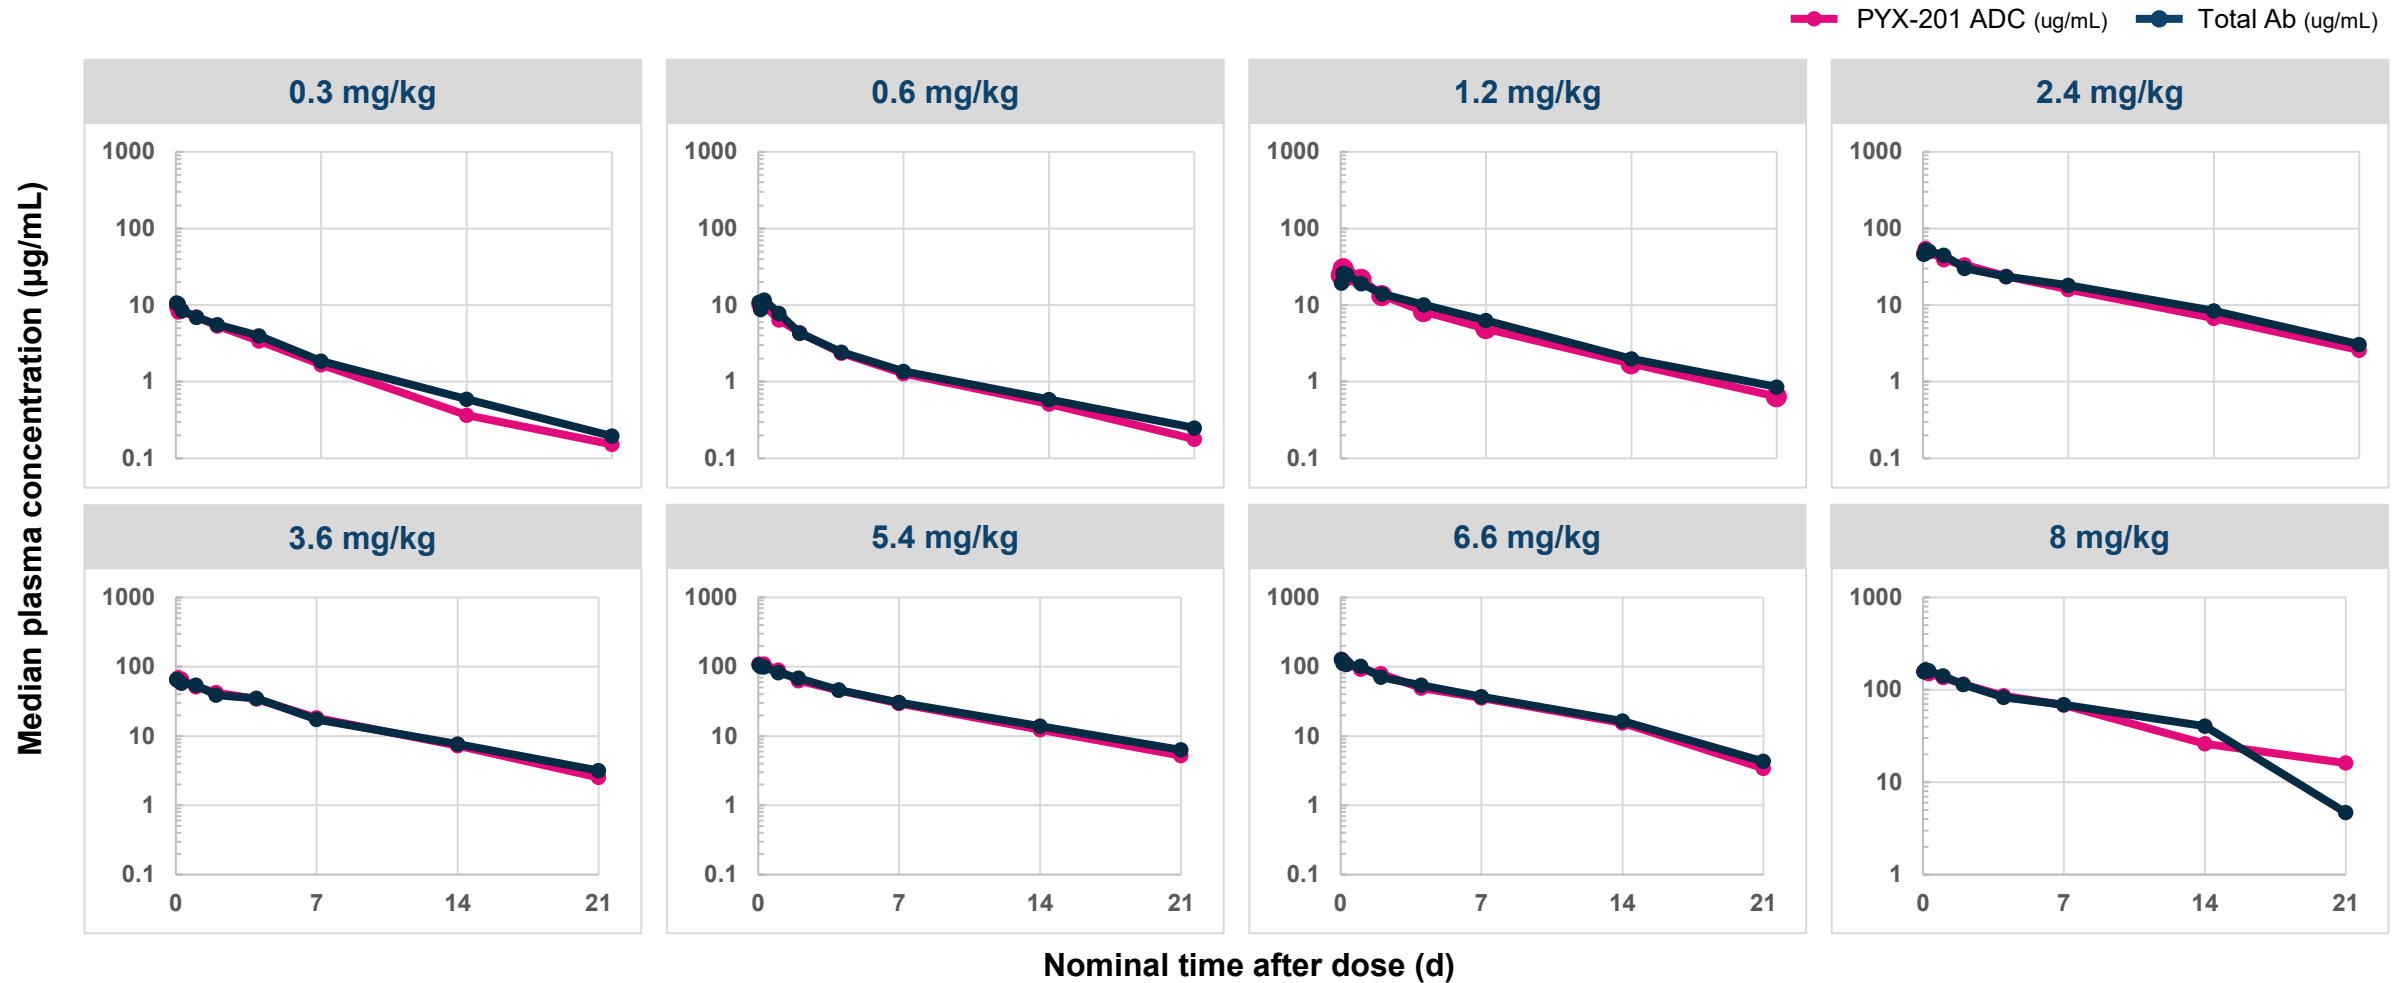 PYX-201 ADC (ug/mL) Total Ab (ug/mL)
0.3 mg/kg
0.6 mg/kg
1.2 mg/kg
2.4 mg/kg
Median plasma concentration (µg/mL)
1000
100
10
1
0.1
1000
100
10
1
0.1
1000
100
10
1
0.1
1000
100
10
1
0.1
3.6 mg/kg
5.4 mg/kg
6.6 mg/kg
8 mg/kg
1000
100
10
1
0.1
0 7 14 21
1000
100
10
1
0.1
0 7 14 21
1000
100
10
1
0.1
0 7 14 21
1000
100
10
1
0 7 14 21
Nominal time after dose (d)